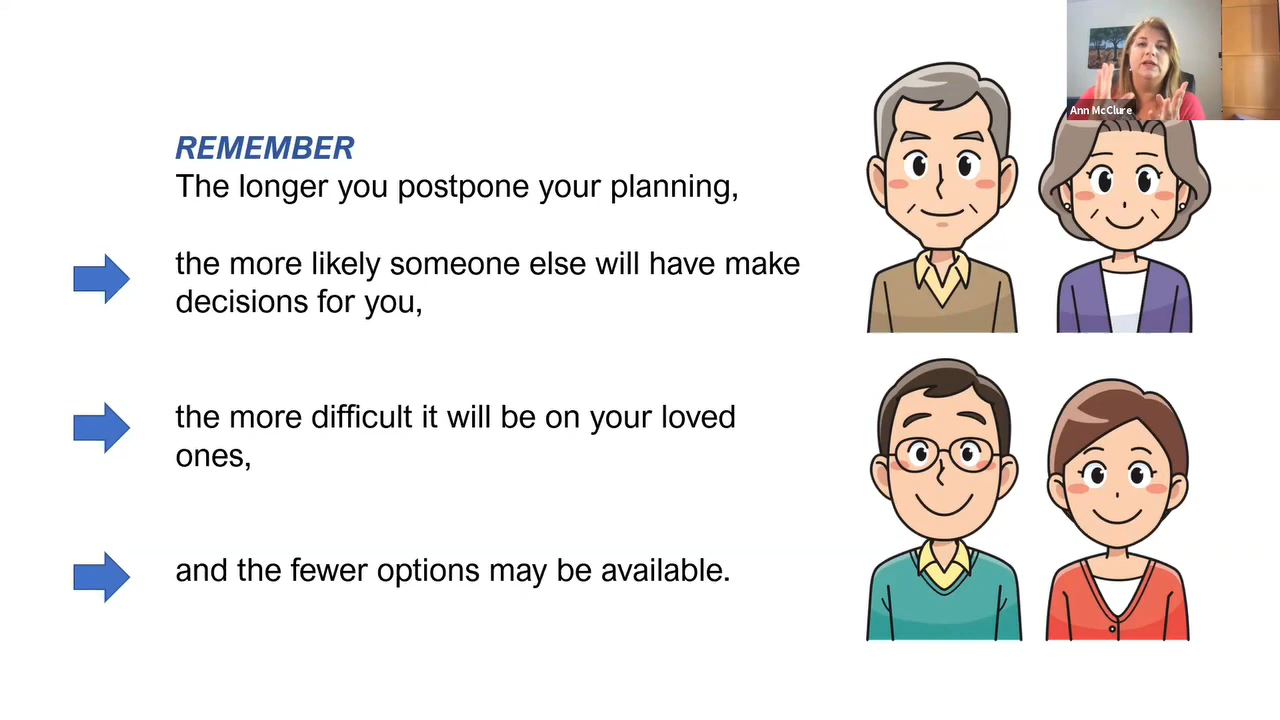 Ann McClure
REMEMBER
The longer you postpone your planning,
the more likely someone else will have make
decisions for you,
the more difficult it will be on your loved
ones,
and the fewer options may be available.